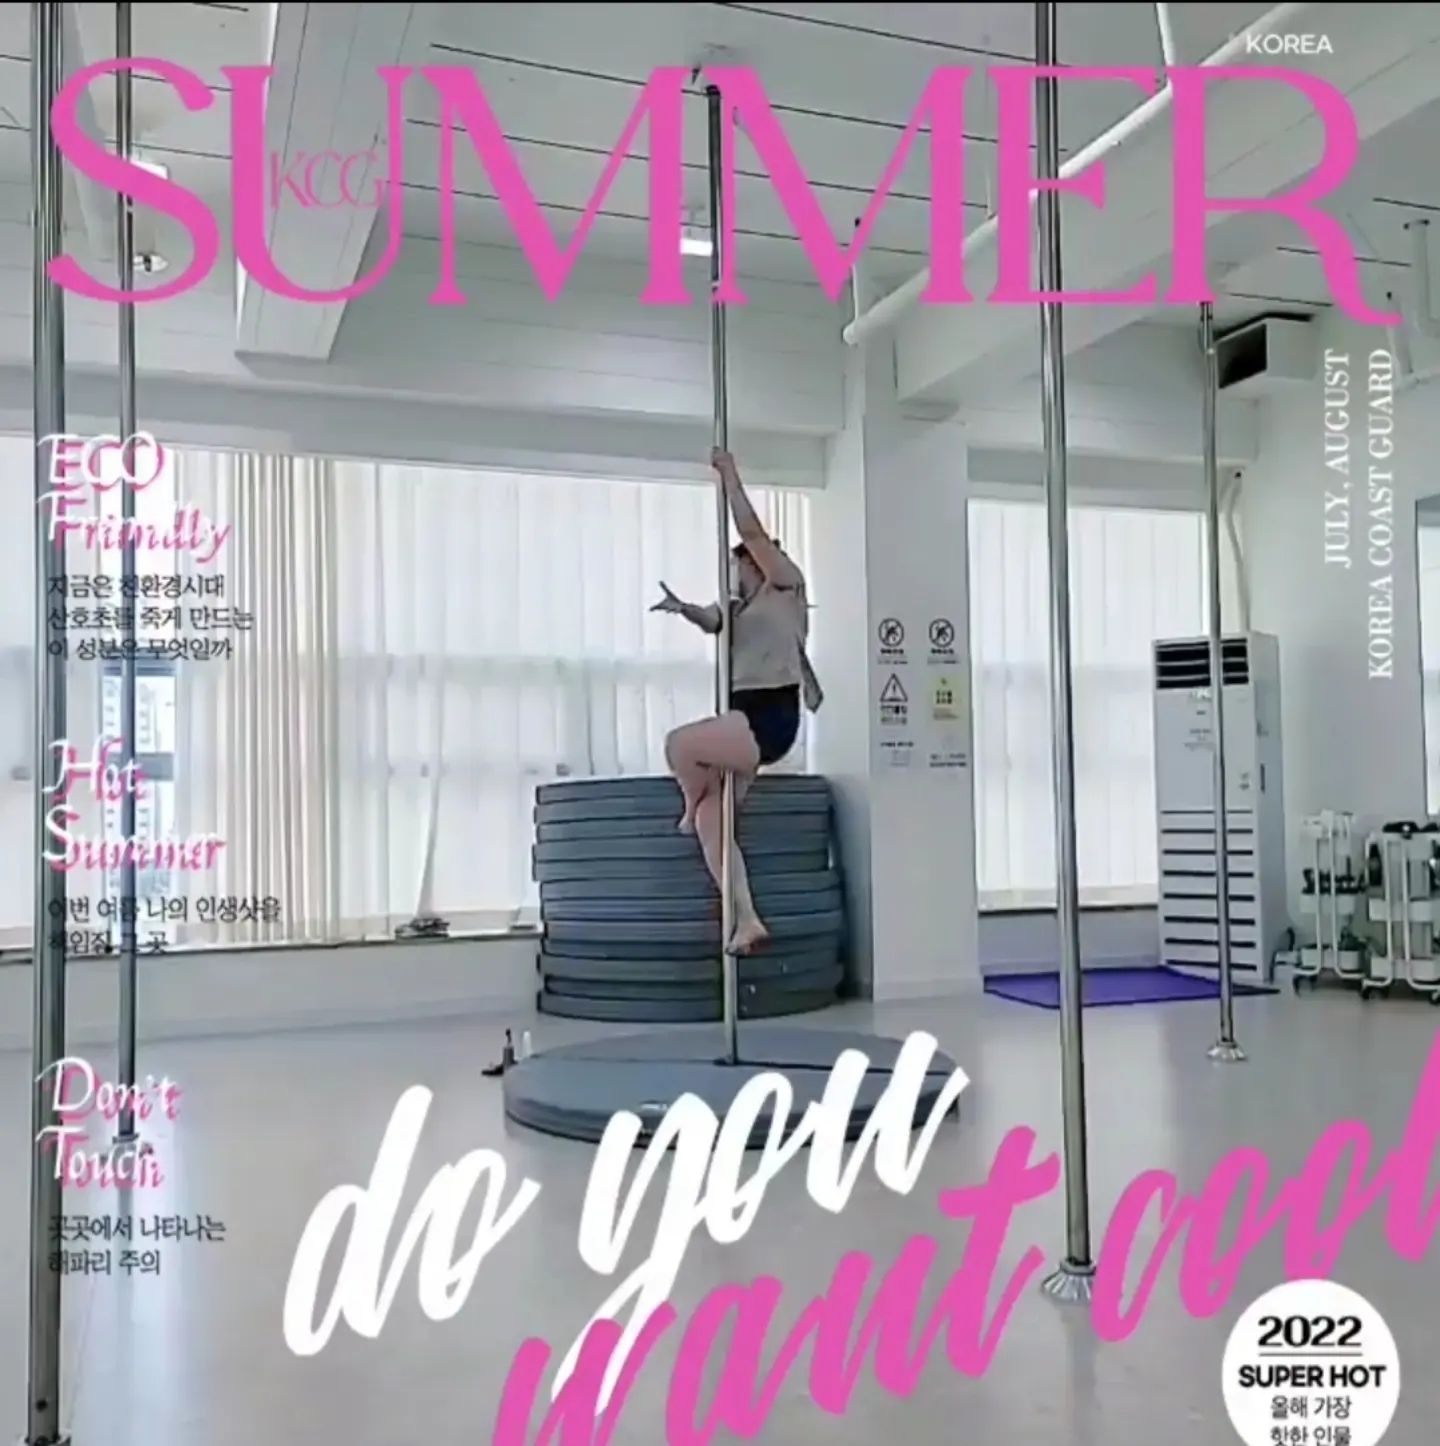 KOREA
SUMMER
KCG
JULY, AUGUST
KOREA COAST GUARD
ECO
Friendly
지금은 친환경시대
산호초를 죽게 만드는
이 성분은 무엇일까
Hot
Summer
이번 여름 나의 인생샷을
책임질 그 곳
Don't
Touch
곳곳에서 나타나는
해파리 주의
do you
want cool
2022
SUPER HOT
올해 가장
핫한 인물